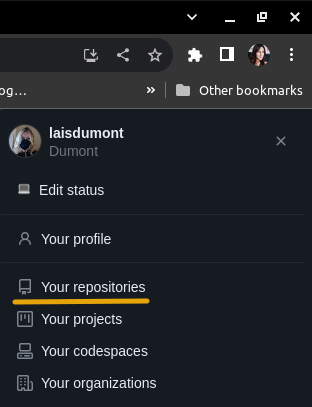 og...
»
Other bookmarks
laisdumont
Dumont
Edit status
Your profile
Your repositories
Your projects
Your codespaces
Your organizations